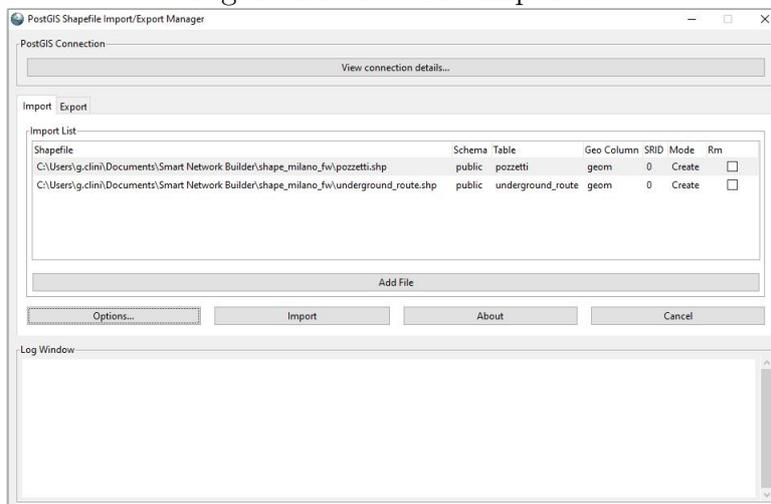 PostGIS Shapefile Import/Export Manager
PostGIS Connection
View connection details...
Import Export
Import List
Shapefile Schema Table Geo Column SRID Mode Rm
C:\Users\g.clini\Documents\Smart Network Builder\shape_milano_fw\pozzetti.shp public pozzetti geom 0 Create
C:\Users\g.clini\Documents\Smart Network Builder\shape_milano_fw\underground_route.shp public underground_route geom 0 Create
Add File
Options... Import About Cancel
Log Window